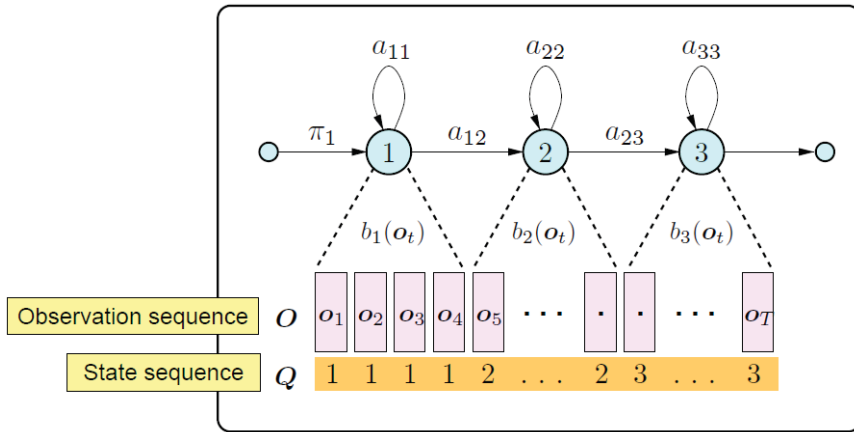 a₁₁ a₂₂ a₃₃
π₁ a₁₂ a₂₃
1 2 3
b₁(oₜ) b₂(oₜ) b₃(oₜ)
Observation sequence O o₁ o₂ o₃ o₄ o₅ · · · · · · · · o_T
State sequence Q 1 1 1 1 2 . . . 2 3 . . . 3